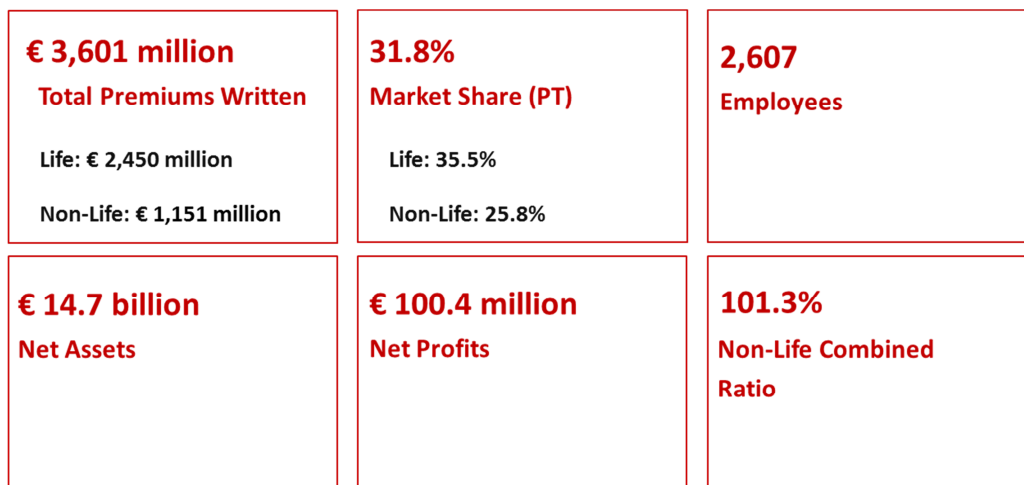 € 3,601 million
Total Premiums Written
Life: € 2,450 million
Non-Life: € 1,151 million
31.8%
Market Share (PT)
Life: 35.5%
Non-Life: 25.8%
2,607
Employees
€ 14.7 billion
Net Assets
€ 100.4 million
Net Profits
101.3%
Non-Life Combined
Ratio